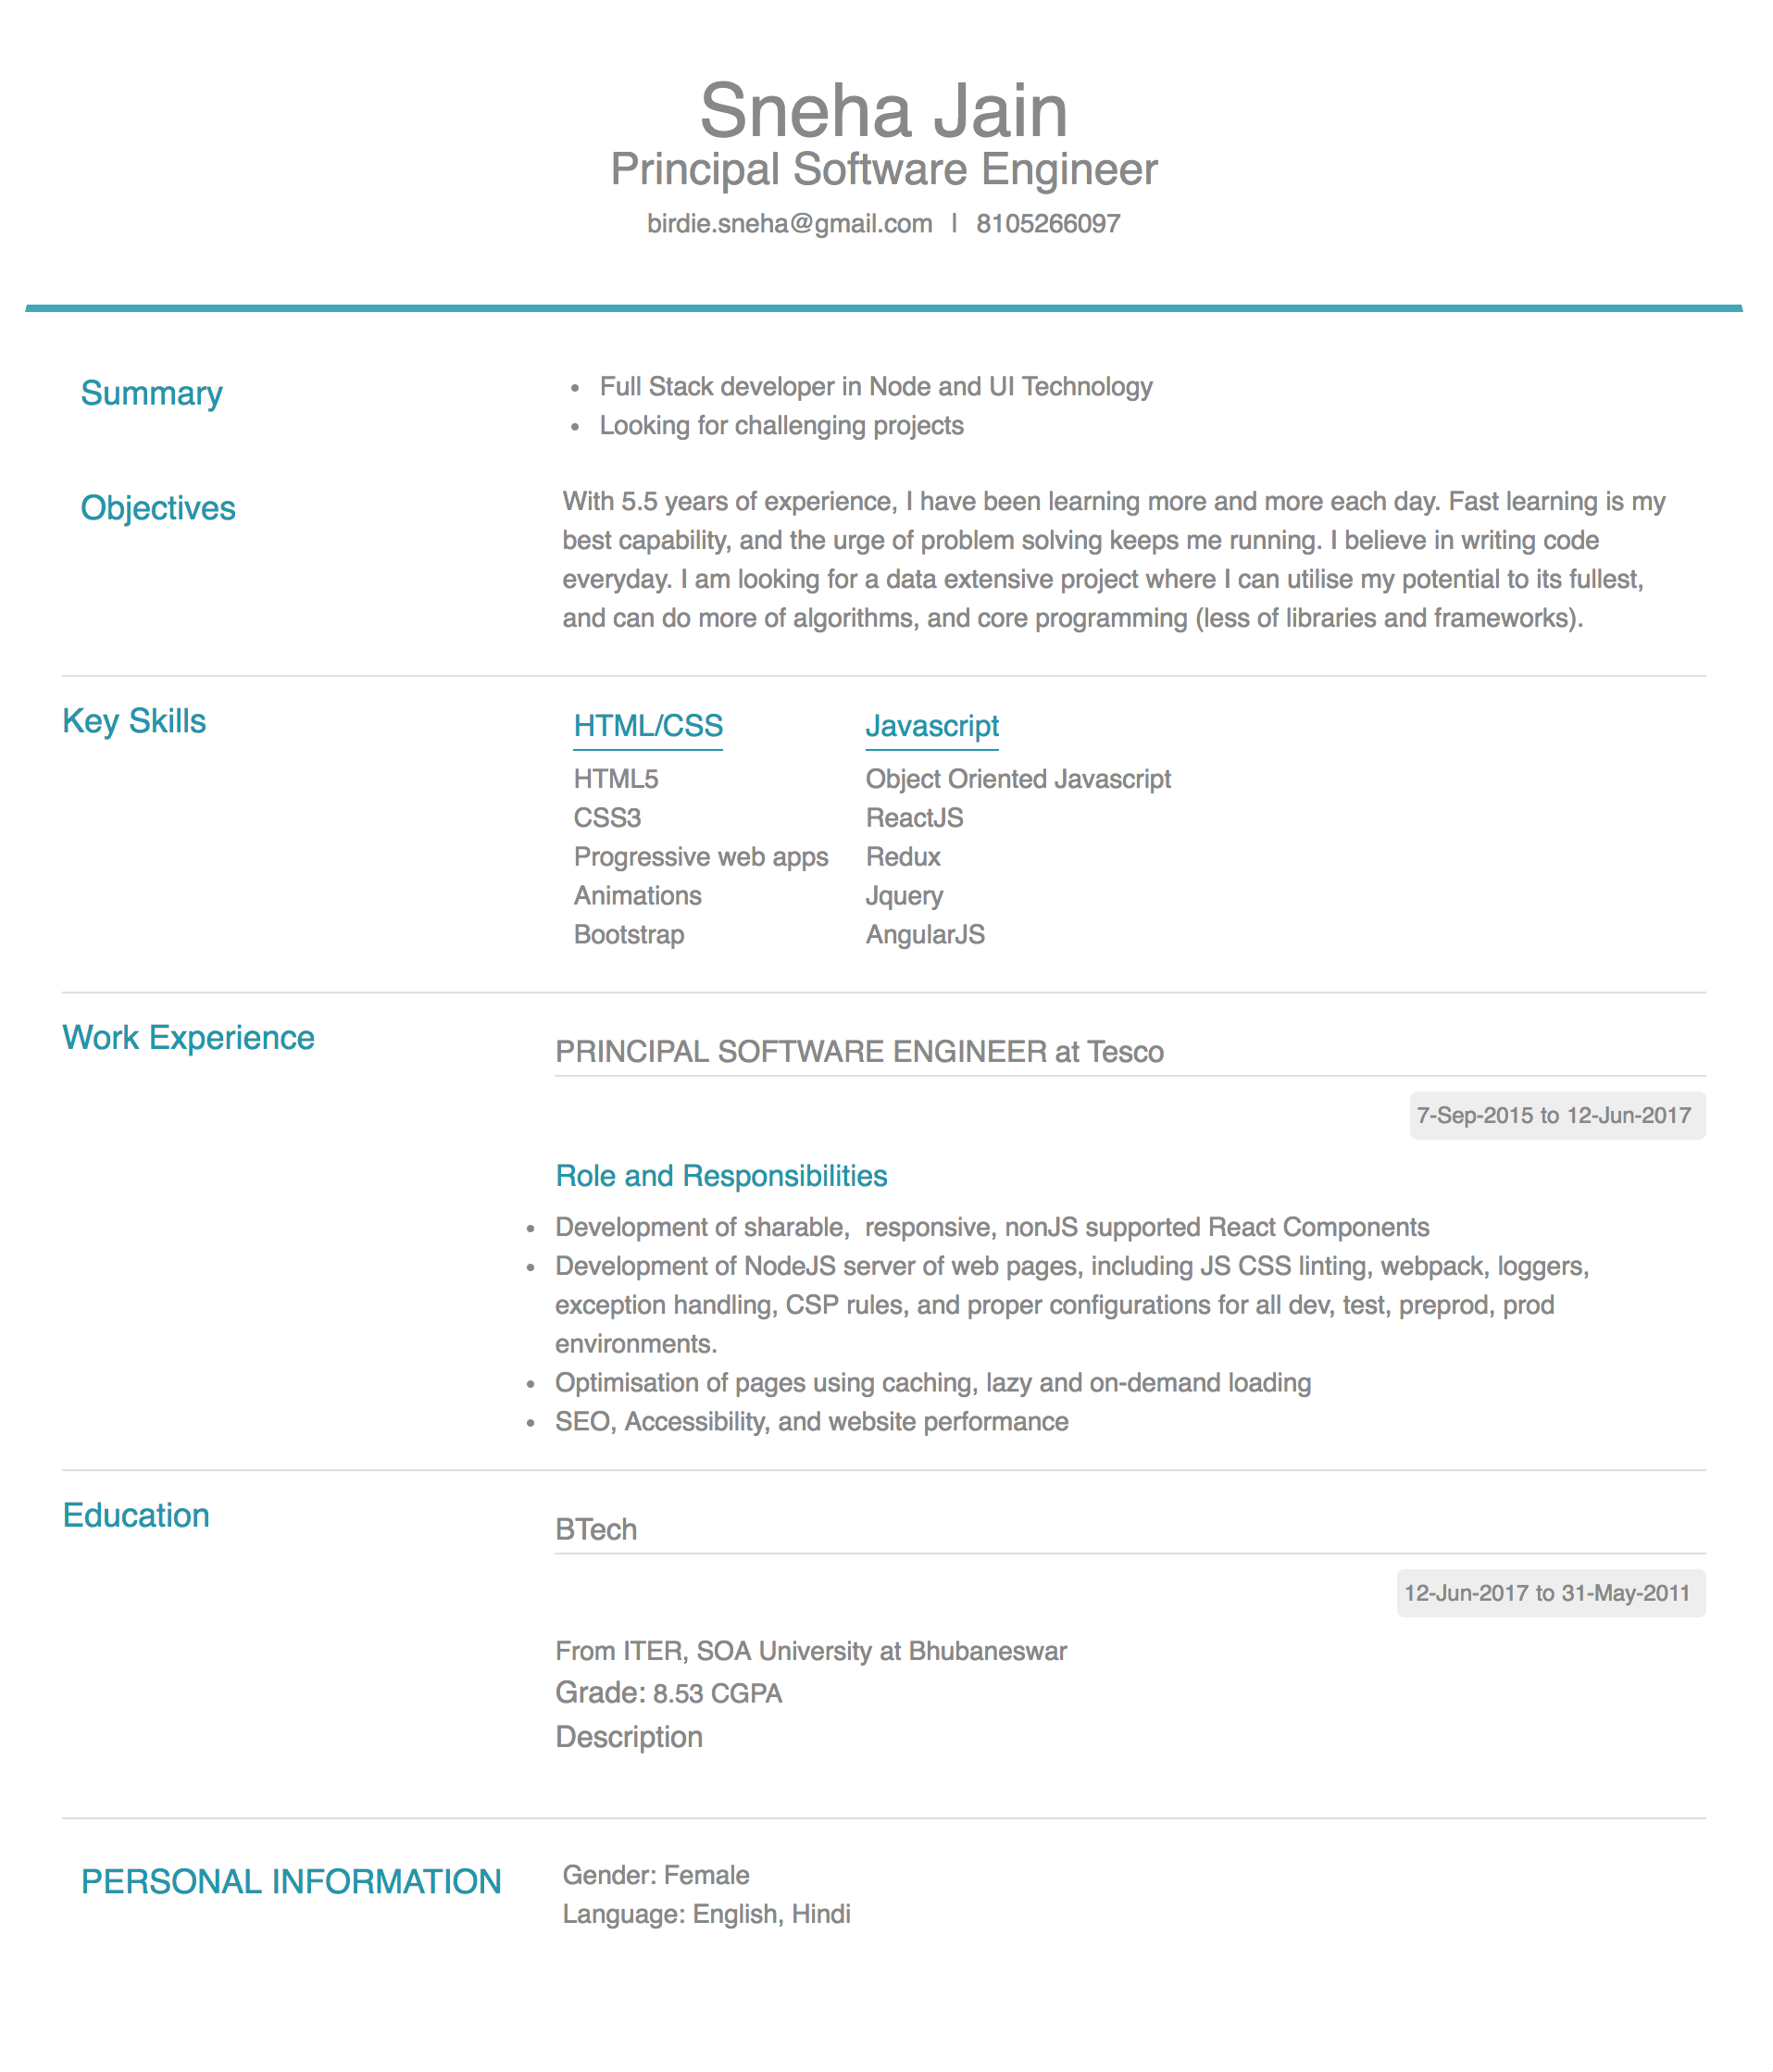 Sneha Jain
Principal Software Engineer
birdie.sneha@gmail.com | 8105266097
Summary
• Full Stack developer in Node and UI Technology
• Looking for challenging projects
Objectives
With 5.5 years of experience, I have been learning more and more each day. Fast learning is my
best capability, and the urge of problem solving keeps me running. I believe in writing code
everyday. I am looking for a data extensive project where I can utilise my potential to its fullest,
and can do more of algorithms, and core programming (less of libraries and frameworks).
Key Skills
HTML/CSS
HTML5
CSS3
Progressive web apps
Animations
Bootstrap
Javascript
Object Oriented Javascript
ReactJS
Redux
Jquery
AngularJS
Work Experience
PRINCIPAL SOFTWARE ENGINEER at Tesco
7-Sep-2015 to 12-Jun-2017
Role and Responsibilities
• Development of sharable,  responsive, nonJS supported React Components
• Development of NodeJS server of web pages, including JS CSS linting, webpack, loggers,
exception handling, CSP rules, and proper configurations for all dev, test, preprod, prod
environments.
• Optimisation of pages using caching, lazy and on-demand loading
• SEO, Accessibility, and website performance
Education
BTech
12-Jun-2017 to 31-May-2011
From ITER, SOA University at Bhubaneswar
Grade: 8.53 CGPA
Description
PERSONAL INFORMATION
Gender: Female
Language: English, Hindi